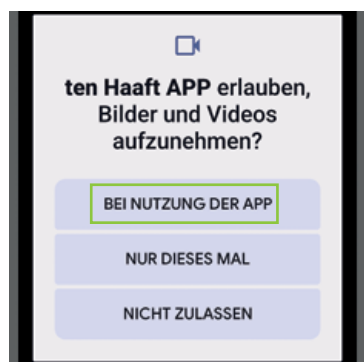 ten Haaft APP erlauben,
Bilder und Videos
aufzunehmen?
BEI NUTZUNG DER APP
NUR DIESES MAL
NICHT ZULASSEN